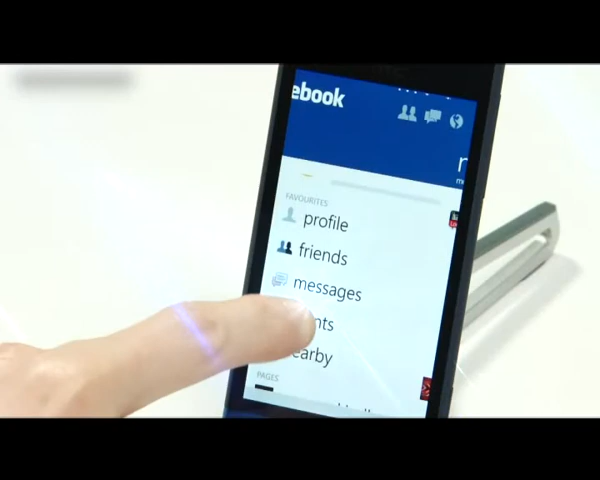 ebook
FAVOURITES
profile
friends
messages
nts
earby
PAGES